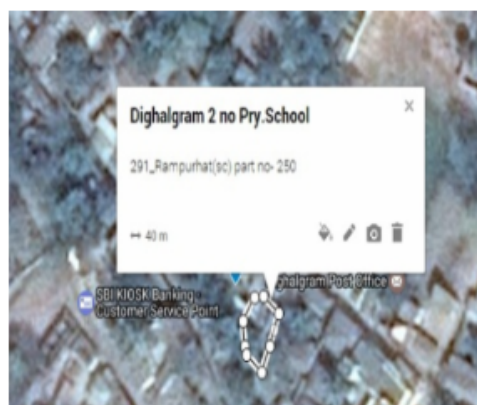 Dighalgram 2 no Pry.School
291_Rampurhat(sc) part no- 250
40 m
SBI KIOSK Banking -
Customer Service Point
ghalgram Post Office